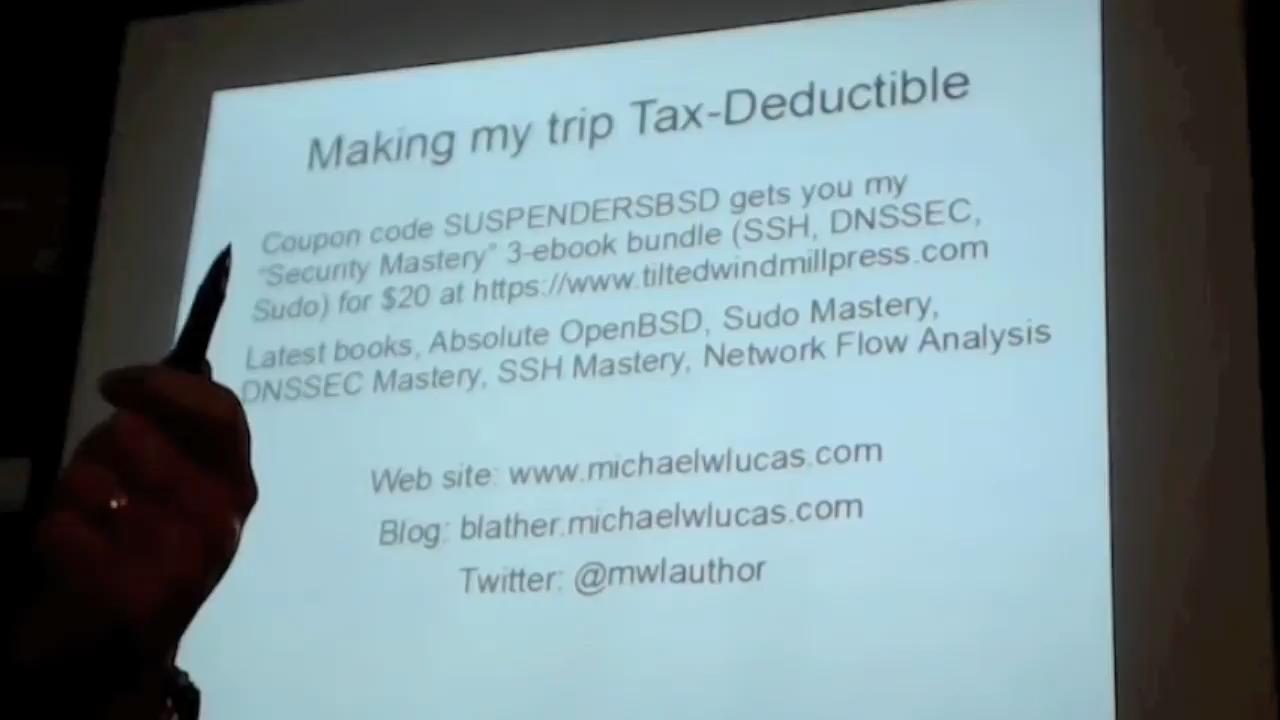 Making my trip Tax-Deductible
Coupon code SUSPENDERSBSD gets you my
"Security Mastery" 3-ebook bundle (SSH, DNSSEC,
Sudo) for $20 at https://www.tiltedwindmillpress.com
Latest books, Absolute OpenBSD, Sudo Mastery,
DNSSEC Mastery, SSH Mastery, Network Flow Analysis
Web site: www.michaelwlucas.com
Blog: blather.michaelwlucas.com
Twitter: @mwlauthor